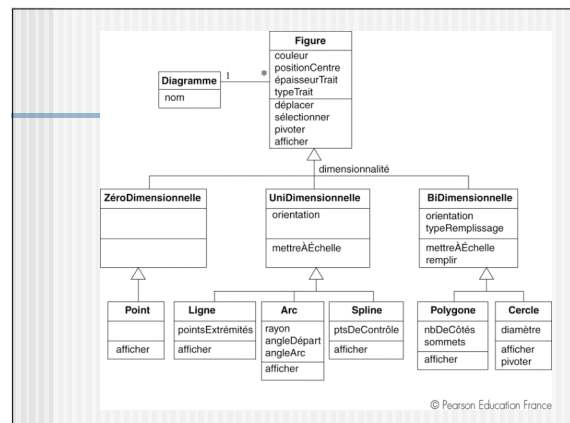 Figure
couleur
positionCentre
épaisseurTrait
typeTrait
déplacer
sélectionner
pivoter
afficher
Diagramme
nom
1
*
dimensionnalité
ZéroDimensionnelle
UniDimensionnelle
orientation
mettreÀÉchelle
BiDimensionnelle
orientation
typeRemplissage
mettreÀÉchelle
remplir
Point
afficher
Ligne
pointsExtrémités
afficher
Arc
rayon
angleDépart
angleArc
afficher
Spline
ptsDeContrôle
afficher
Polygone
nbDeCôtés
sommets
afficher
Cercle
diamètre
afficher
pivoter
© Pearson Education France